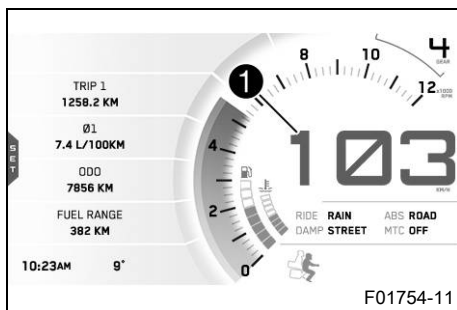 TRIP 1
1258.2 KM
Ø1
7.4 L/100KM
ODO
7856 KM
FUEL RANGE
382 KM
10:23AM 9°
SET
0
2
4
8
10
12
x1000
RPM
4
GEAR
1
103
KM/H
RIDE RAIN ABS ROAD
DAMP STREET MTC OFF
F01754-11